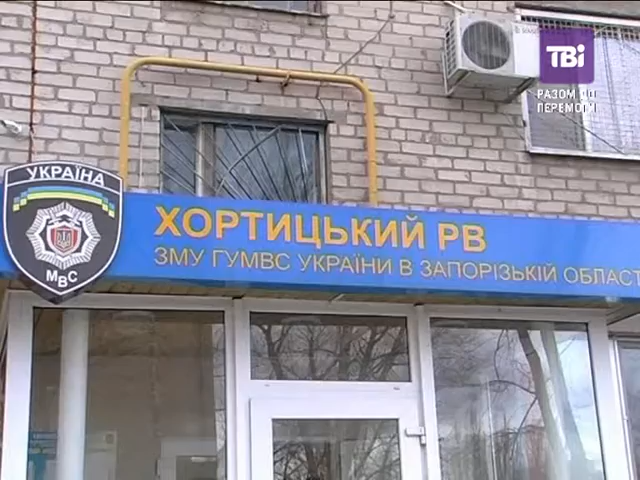 ТВі
РАЗОМ ДО
ПЕРЕМОГИ
УКРАЇНА
МВС
ХОРТИЦЬКИЙ РВ
ЗМУ ГУМВС УКРАЇНИ В ЗАПОРІЗЬКІЙ ОБЛАСТ